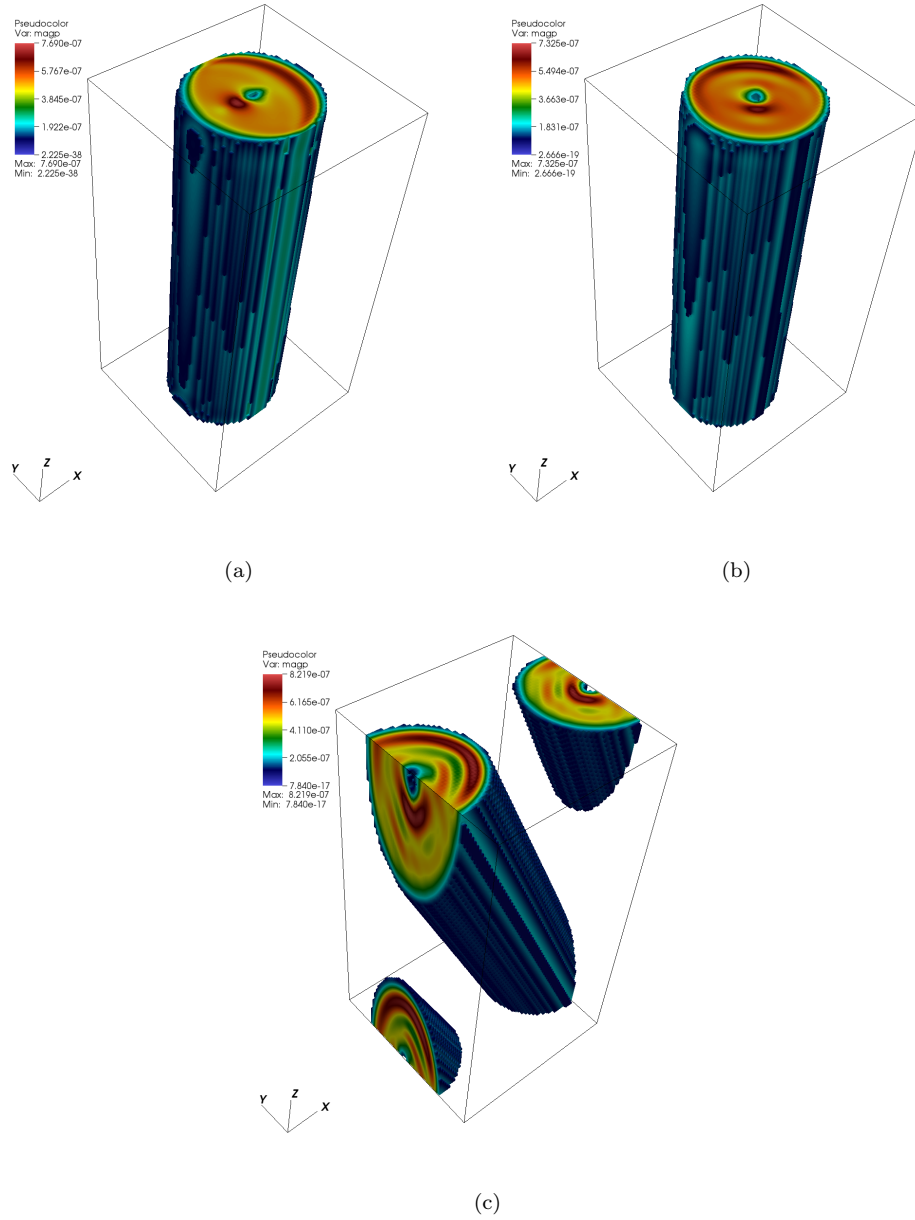 Pseudocolor
Var: magp
7.690e-07
5.767e-07
3.845e-07
1.922e-07
2.225e-38
Max: 7.690e-07
Min: 2.225e-38
Y
Z
X
(a)
Pseudocolor
Var: magp
7.325e-07
5.494e-07
3.663e-07
1.831e-07
2.666e-19
Max: 7.325e-07
Min: 2.666e-19
Y
Z
X
(b)
Pseudocolor
Var: magp
8.219e-07
6.165e-07
4.110e-07
2.055e-07
7.840e-17
Max: 8.219e-07
Min: 7.840e-17
Y
Z
X
(c)